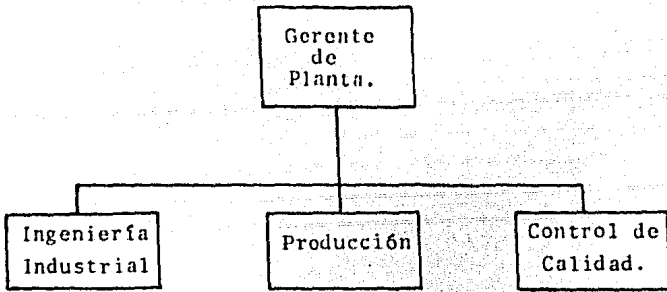 Gerente
de
Planta.
Ingeniería
Industrial
Producción
Control de
Calidad.